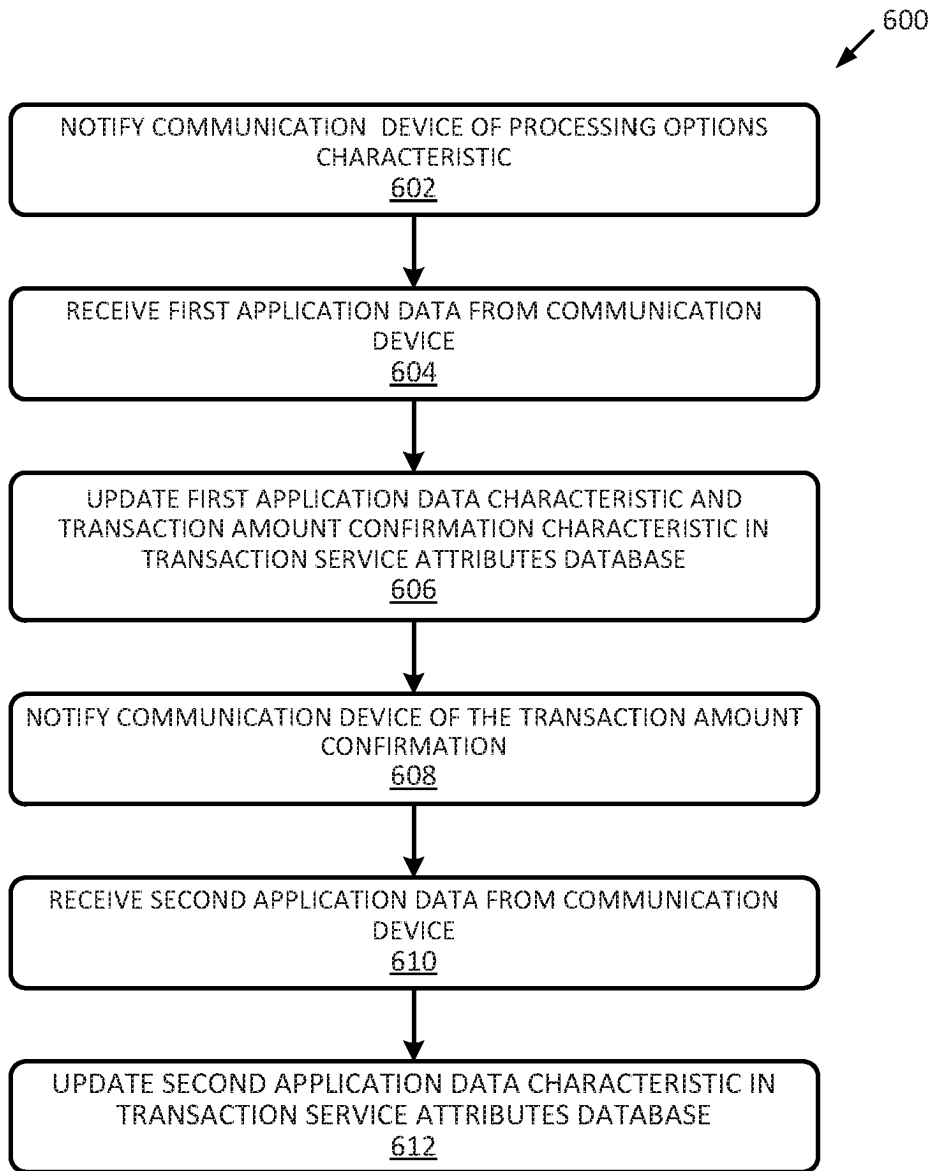 600
NOTIFY COMMUNICATION DEVICE OF PROCESSING OPTIONS
CHARACTERISTIC
602
RECEIVE FIRST APPLICATION DATA FROM COMMUNICATION
DEVICE
604
UPDATE FIRST APPLICATION DATA CHARACTERISTIC AND
TRANSACTION AMOUNT CONFIRMATION CHARACTERISTIC IN
TRANSACTION SERVICE ATTRIBUTES DATABASE
606
NOTIFY COMMUNICATION DEVICE OF THE TRANSACTION AMOUNT
CONFIRMATION
608
RECEIVE SECOND APPLICATION DATA FROM COMMUNICATION
DEVICE
610
UPDATE SECOND APPLICATION DATA CHARACTERISTIC IN
TRANSACTION SERVICE ATTRIBUTES DATABASE
612